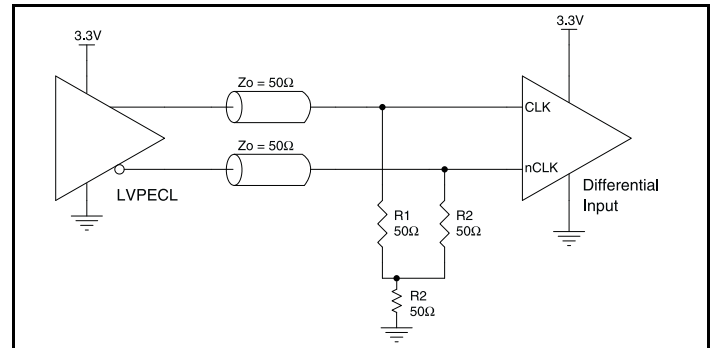 3.3V
3.3V
Zo = 50Ω
CLK
Zo = 50Ω
nCLK
LVPECL
Differential
Input
R1
50Ω
R2
50Ω
R2
50Ω